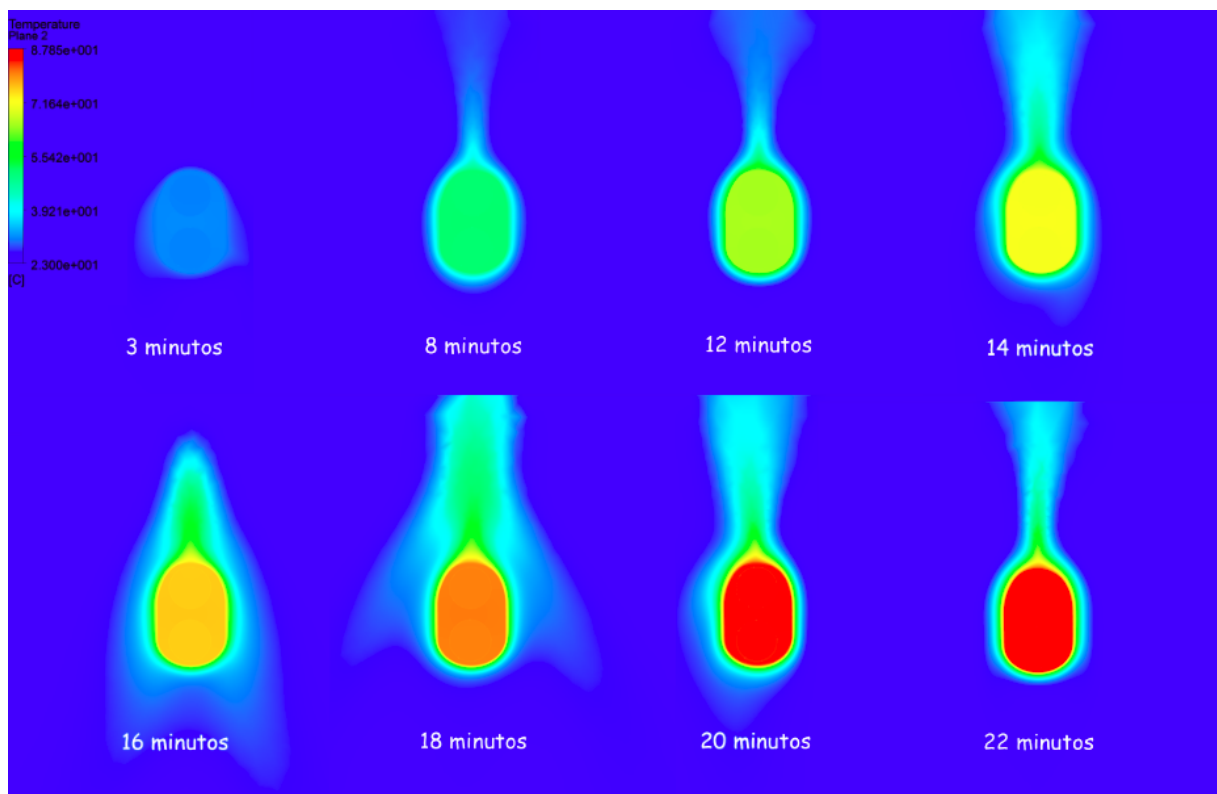 Temperature
Plane 2
8.785e+001
7.164e+001
5.542e+001
3.921e+001
2.300e+001
[C]
3 minutos
8 minutos
12 minutos
14 minutos
16 minutos
18 minutos
20 minutos
22 minutos